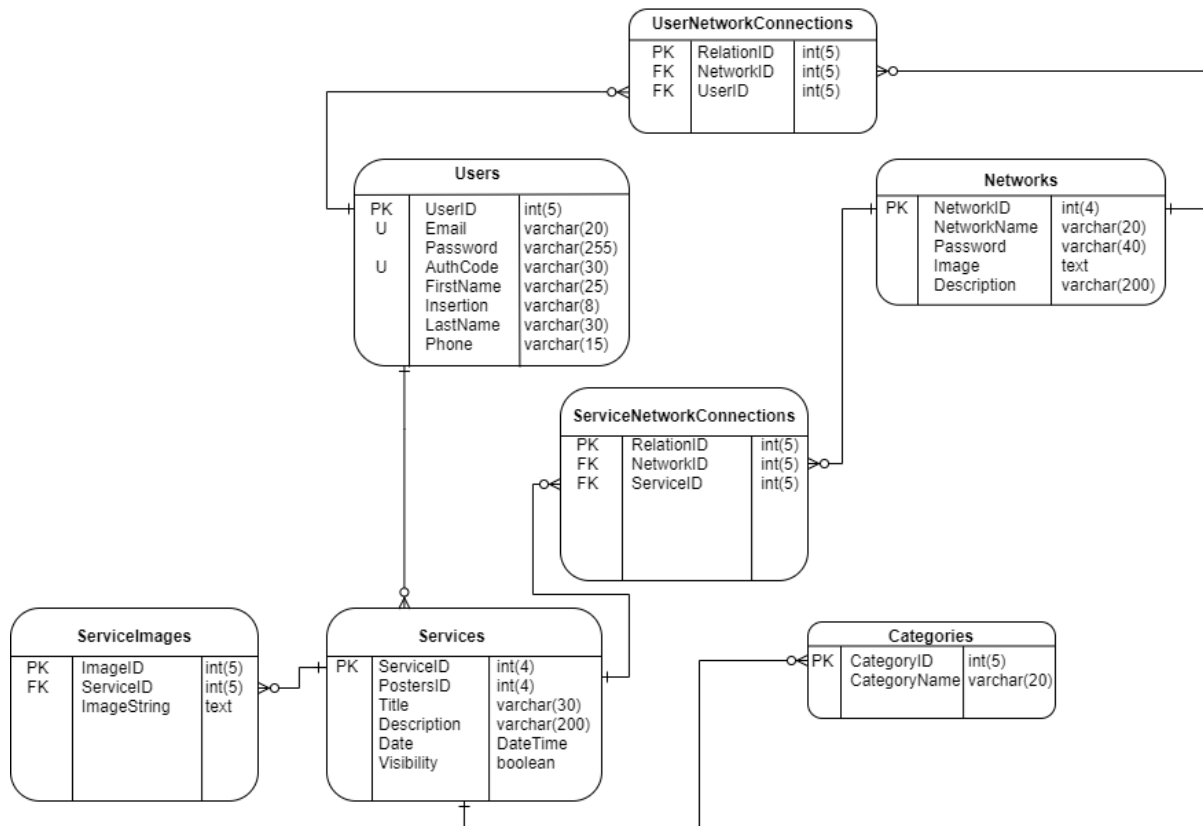 UserNetworkConnections
PK RelationID int(5)
FK NetworkID int(5)
FK UserID int(5)
Users
PK UserID int(5)
U Email varchar(20)
Password varchar(255)
U AuthCode varchar(30)
FirstName varchar(25)
Insertion varchar(8)
LastName varchar(30)
Phone varchar(15)
Networks
PK NetworkID int(4)
NetworkName varchar(20)
Password varchar(40)
Image text
Description varchar(200)
ServiceNetworkConnections
PK RelationID int(5)
FK NetworkID int(5)
FK ServiceID int(5)
ServiceImages
PK ImageID int(5)
FK ServiceID int(5)
ImageString text
Services
PK ServiceID int(4)
PostersID int(4)
Title varchar(30)
Description varchar(200)
Date DateTime
Visibility boolean
Categories
PK CategoryID int(5)
CategoryName varchar(20)